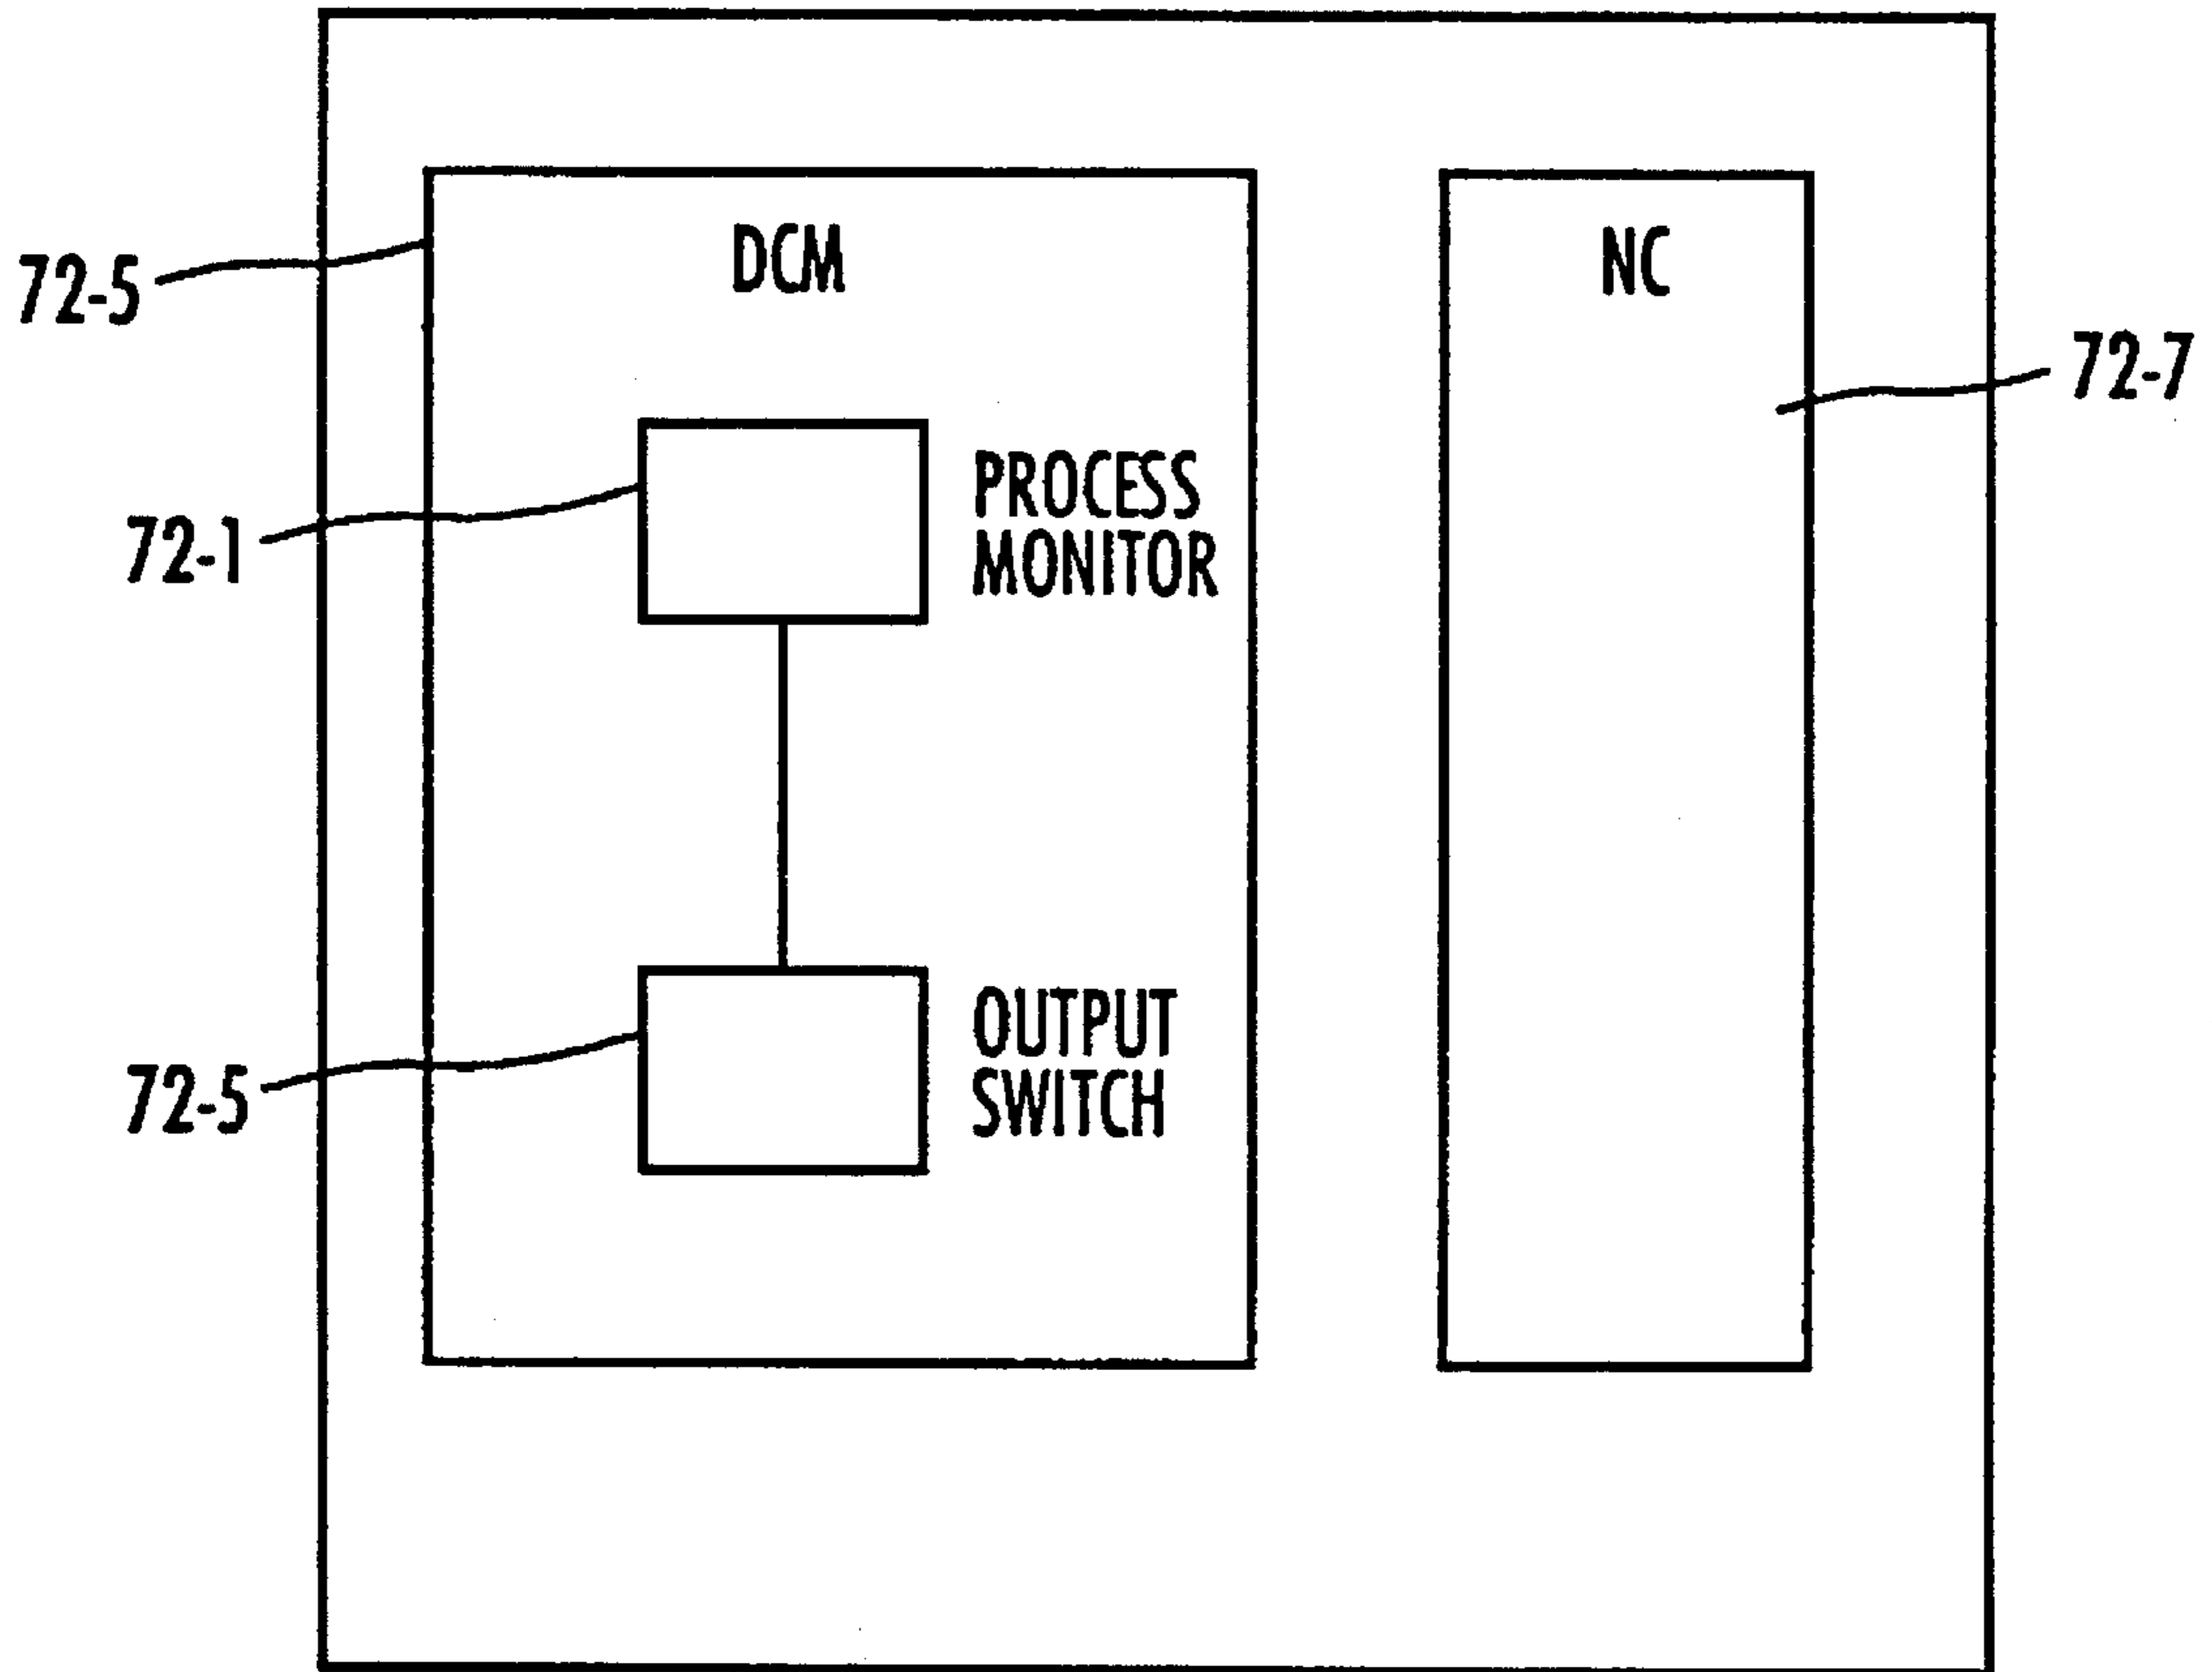 DCM
NC
72-5
72-7
PROCESS
MONITOR
72-1
OUTPUT
SWITCH
72-5